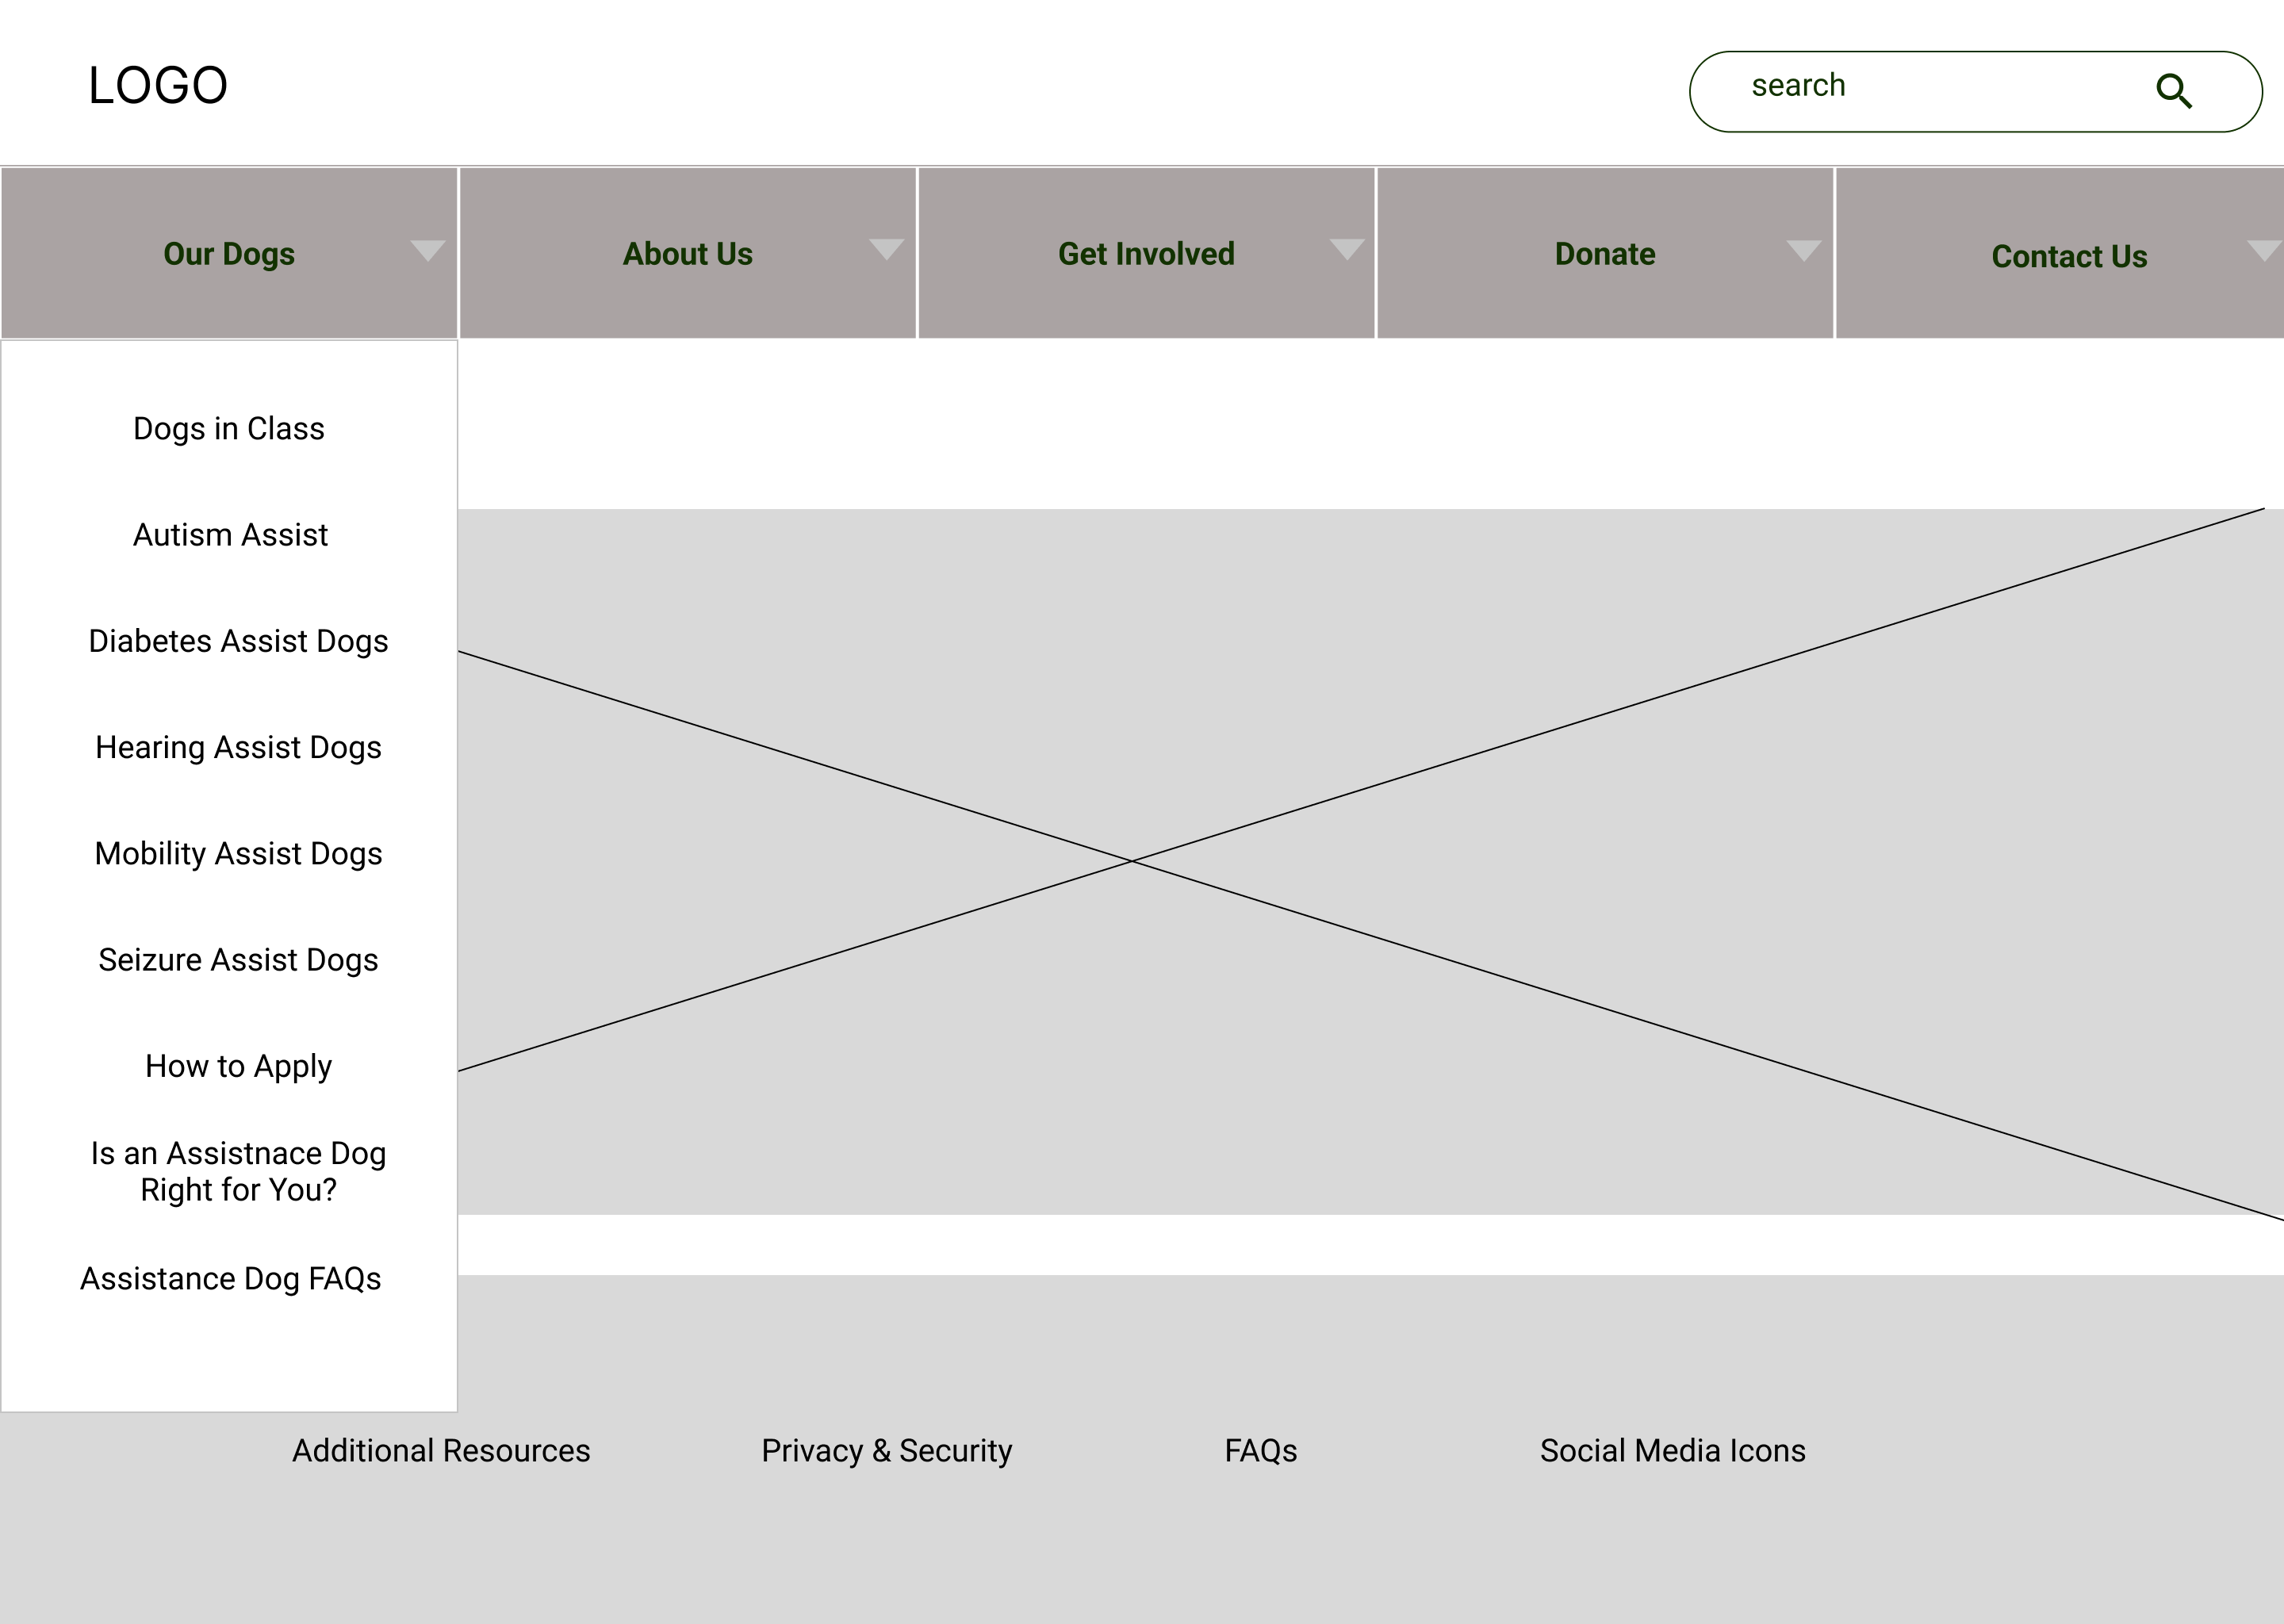 LOGO
search
Our Dogs
About Us
Get Involved
Donate
Contact Us
Dogs in Class
Autism Assist
Diabetes Assist Dogs
Hearing Assist Dogs
Mobility Assist Dogs
Seizure Assist Dogs
How to Apply
Is an Assistnace Dog
Right for You?
Assistance Dog FAQs
Additional Resources
Privacy & Security
FAQs
Social Media Icons